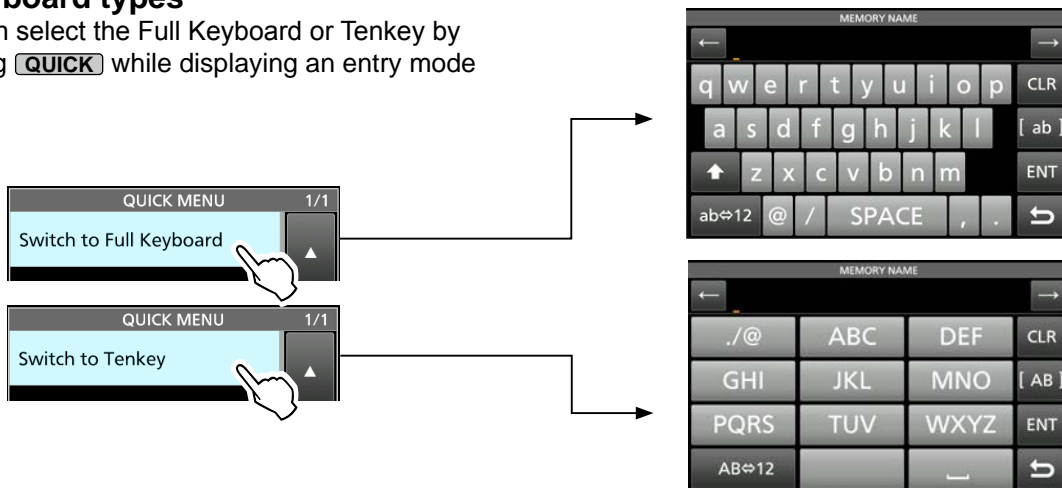 board types
select the Full Keyboard or Tenkey by
QUICK while displaying an entry mode
QUICK MENU 1/1
Switch to Full Keyboard
▲
QUICK MENU 1/1
Switch to Tenkey
▲
MEMORY NAME
← →
q w e r t y u i o p CLR
a s d f g h j k l [ ab ]
z x c v b n m ENT
ab⇔12 @ / SPACE , .
MEMORY NAME
← →
./@ ABC DEF CLR
GHI JKL MNO [ AB ]
PQRS TUV WXYZ ENT
AB⇔12